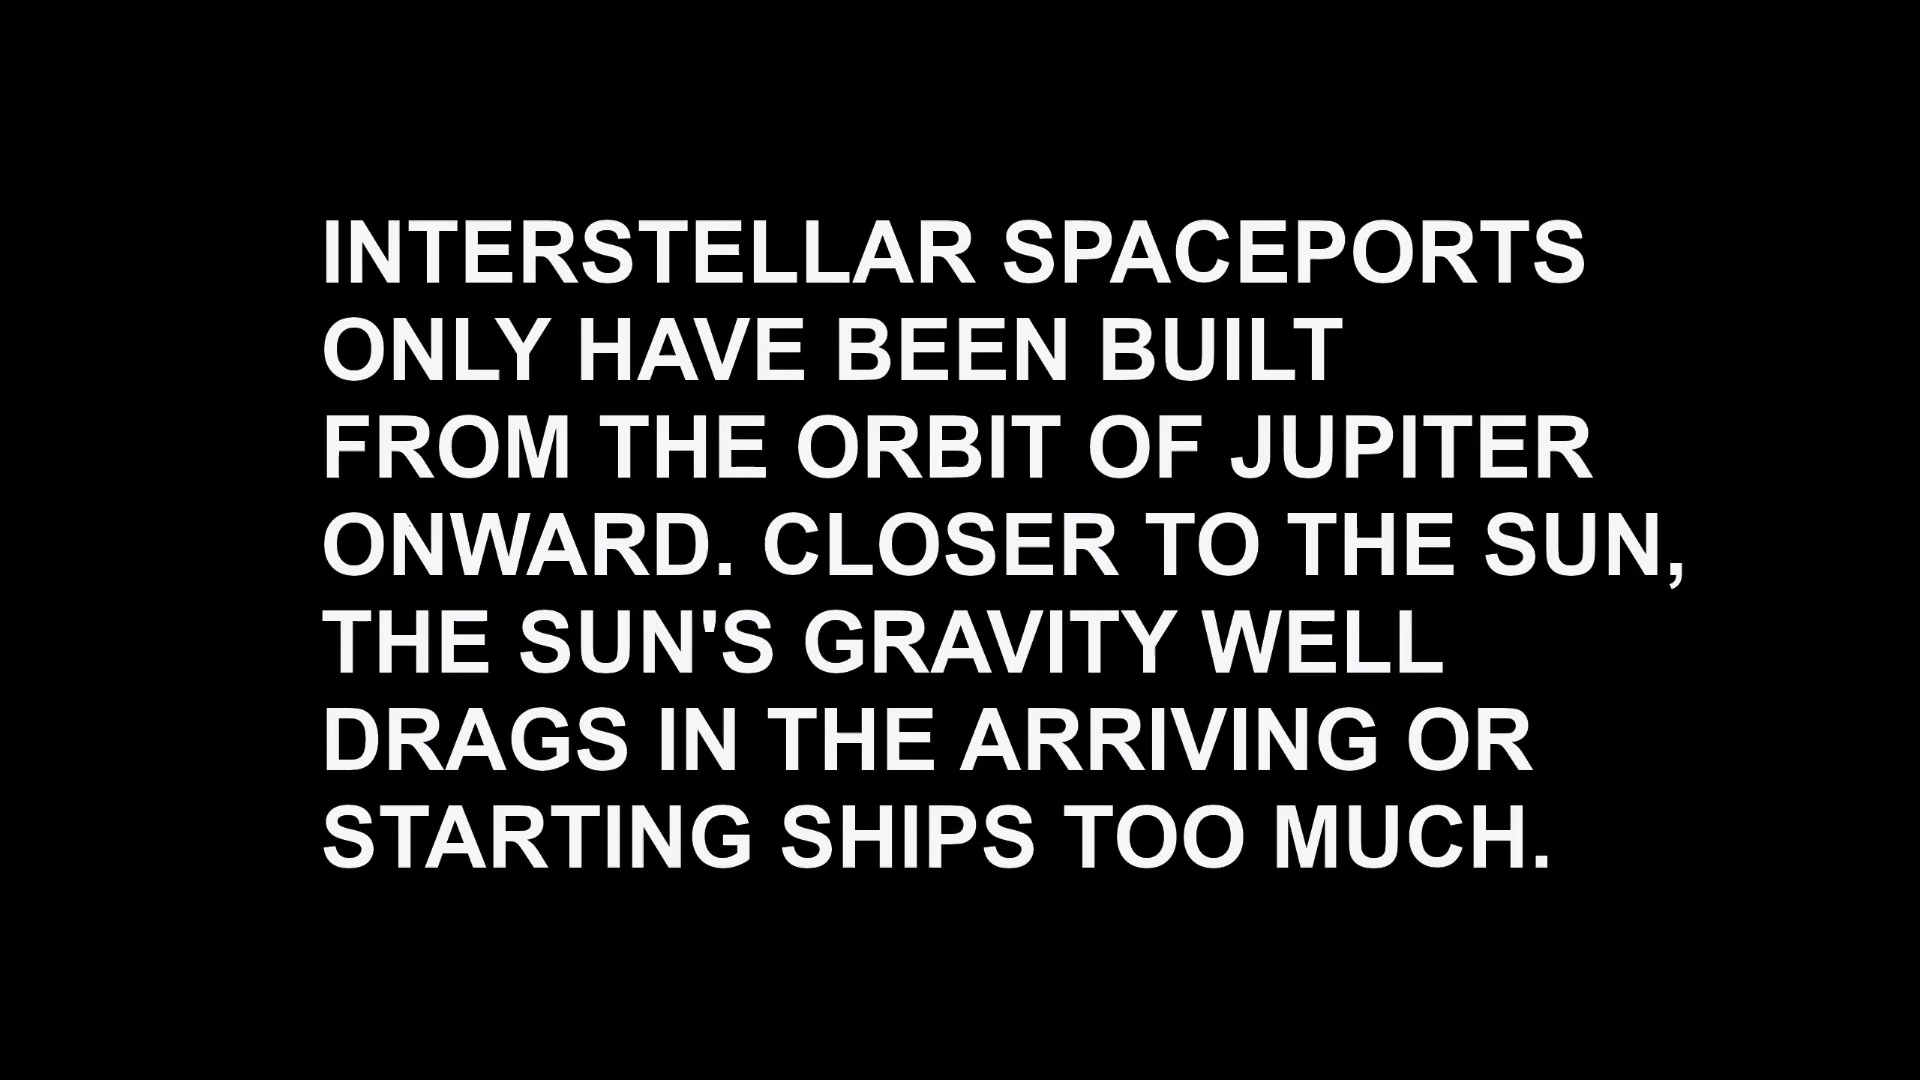 INTERSTELLAR SPACEPORTS
ONLY HAVE BEEN BUILT
FROM THE ORBIT OF JUPITER
ONWARD. CLOSER TO THE SUN,
THE SUN'S GRAVITY WELL
DRAGS IN THE ARRIVING OR
STARTING SHIPS TOO MUCH.